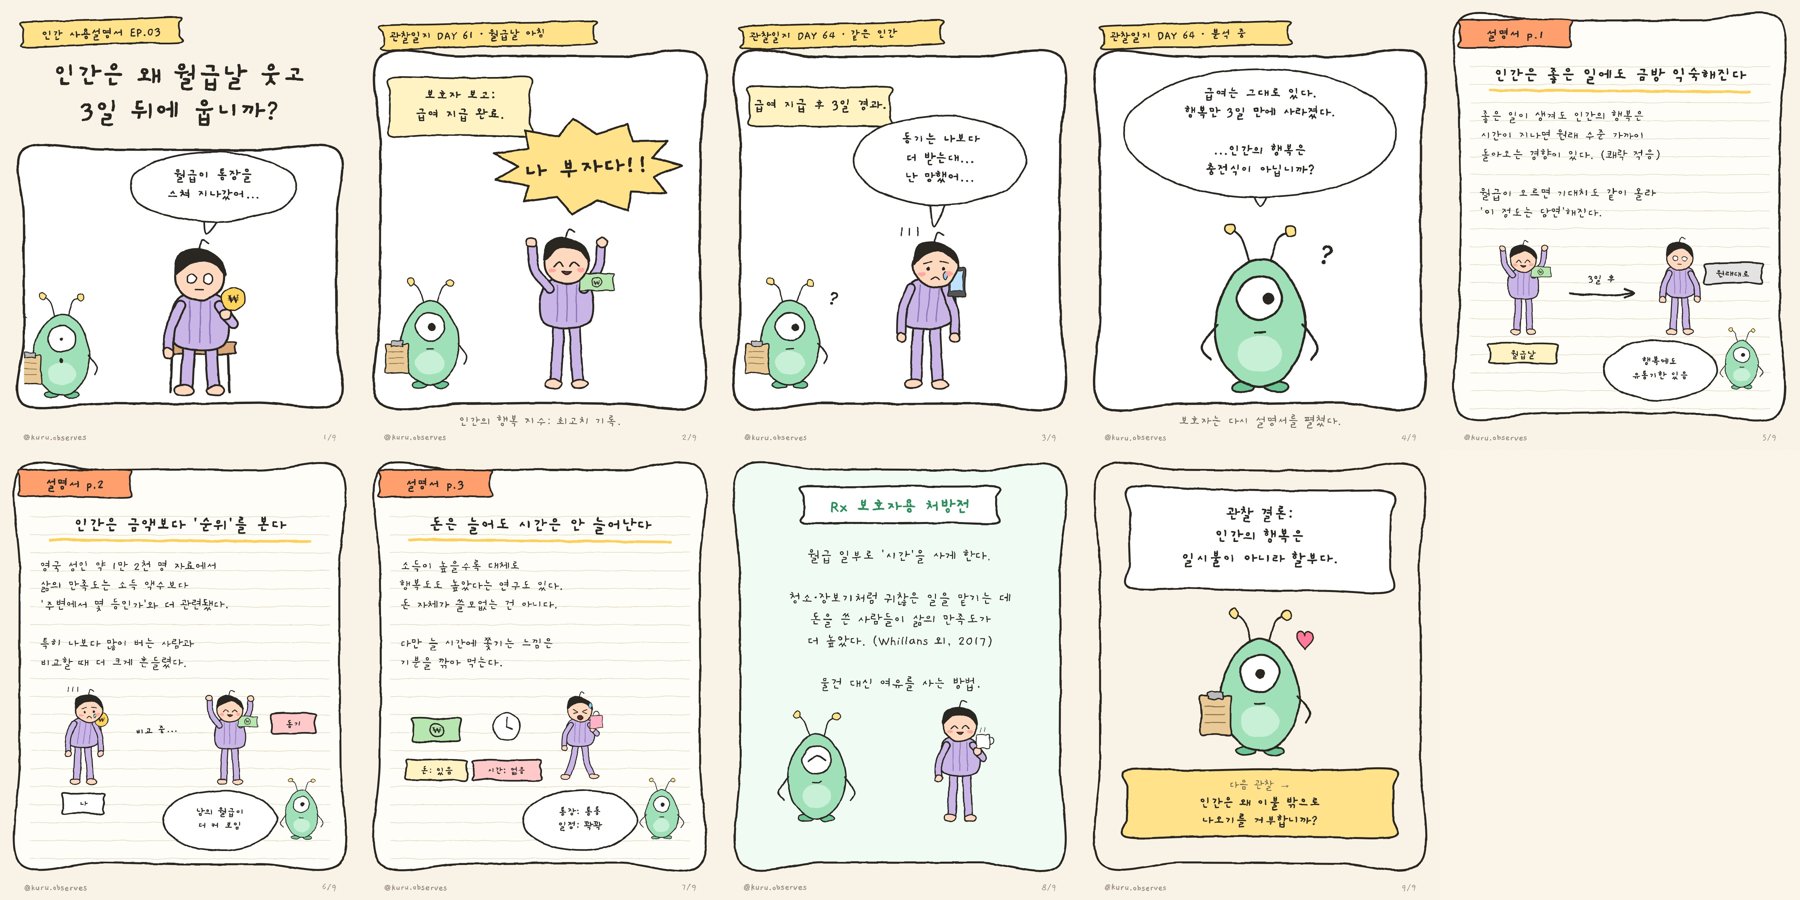 인간 사용설명서 EP.03
인간은 왜 월급날 웃고
3일 뒤에 웁니까?
월급이 통장을
스쳐 지나갔어...
₩
@kuru.observes
1/9
관찰일지 DAY 61 · 월급날 아침
보호자 보고:
급여 지급 완료.
나 부자다!!
₩
인간의 행복 지수: 최고치 기록.
@kuru.observes
2/9
관찰일지 DAY 64 · 같은 인간
급여 지급 후 3일 경과.
동기는 나보다
더 받는대...
난 망했어...
?
@kuru.observes
3/9
관찰일지 DAY 64 · 분석 중
급여는 그대로 있다.
행복만 3일 만에 사라졌다.
...인간의 행복은
충전식이 아닙니까?
?
보호자는 다시 설명서를 펼쳤다.
@kuru.observes
4/9
설명서 p.1
인간은 좋은 일에도 금방 익숙해진다
좋은 일이 생겨도 인간의 행복은
시간이 지나면 원래 수준 가까이
돌아오는 경향이 있다. (쾌락 적응)
월급이 오르면 기대치도 같이 올라
'이 정도는 당연'해진다.
₩
3일 후
원래대로
월급날
행복에도
유통기한 있음
@kuru.observes
5/9
설명서 p.2
인간은 금액보다 '순위'를 본다
영국 성인 약 1만 2천 명 자료에서
삶의 만족도는 소득 액수보다
'주변에서 몇 등인가'와 더 관련됐다.
특히 나보다 많이 버는 사람과
비교할 때 더 크게 흔들렸다.
₩
비교 중...
₩
동기
나
남의 월급이
더 커 보임
@kuru.observes
6/9
설명서 p.3
돈은 늘어도 시간은 안 늘어난다
소득이 높을수록 대체로
행복도도 높았다는 연구도 있다.
돈 자체가 쓸모없는 건 아니다.
다만 늘 시간에 쫓기는 느낌은
기분을 깎아 먹는다.
₩
돈: 있음
시간: 없음
통장: 통통
일정: 꽉꽉
@kuru.observes
7/9
Rx 보호자용 처방전
월급 일부로 '시간'을 사게 한다.
청소·장보기처럼 귀찮은 일을 맡기는 데
돈을 쓴 사람들이 삶의 만족도가
더 높았다. (Whillans 외, 2017)
물건 대신 여유를 사는 방법.
@kuru.observes
8/9
관찰 결론:
인간의 행복은
일시불이 아니라 할부다.
다음 관찰 →
인간은 왜 이불 밖으로
나오기를 거부합니까?
@kuru.observes
9/9